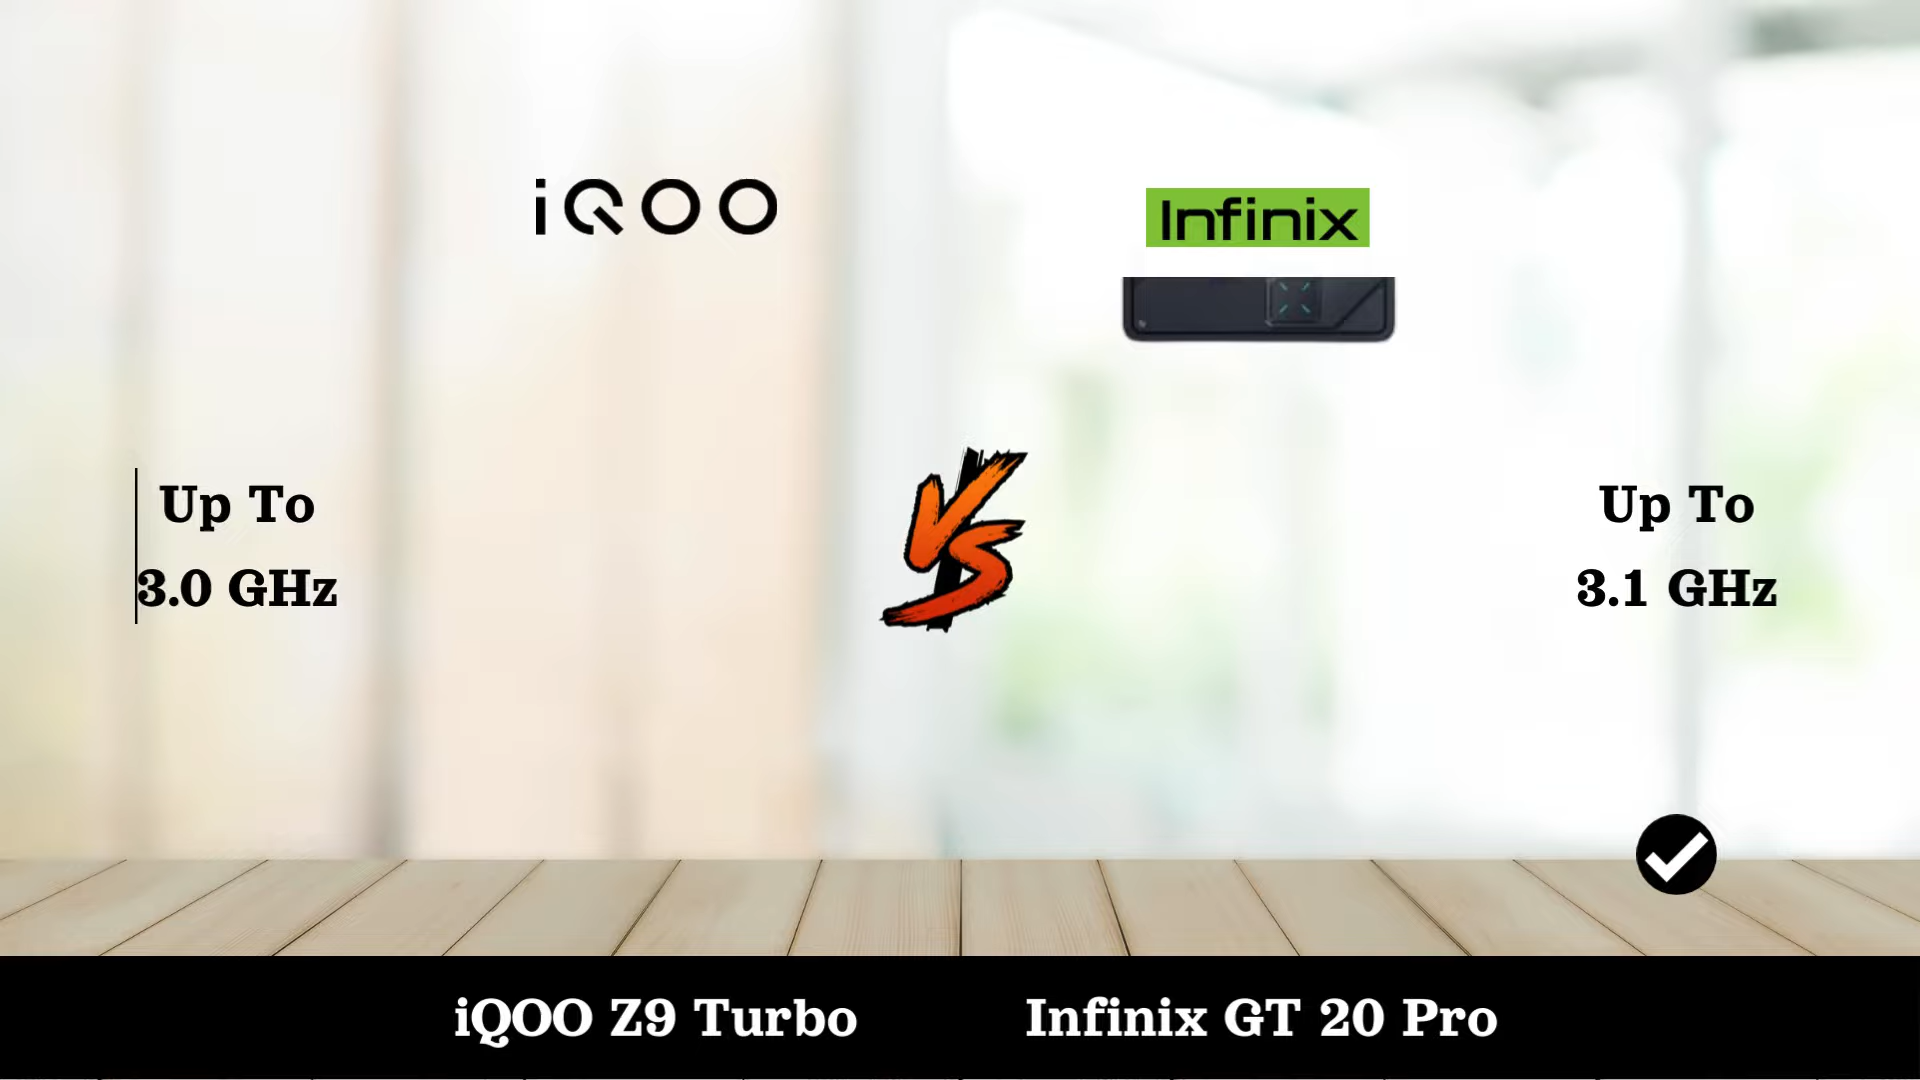 iQOO
Infinix
Up To
3.0 GHz
VS
Up To
3.1 GHz
iQOO Z9 Turbo
Infinix GT 20 Pro